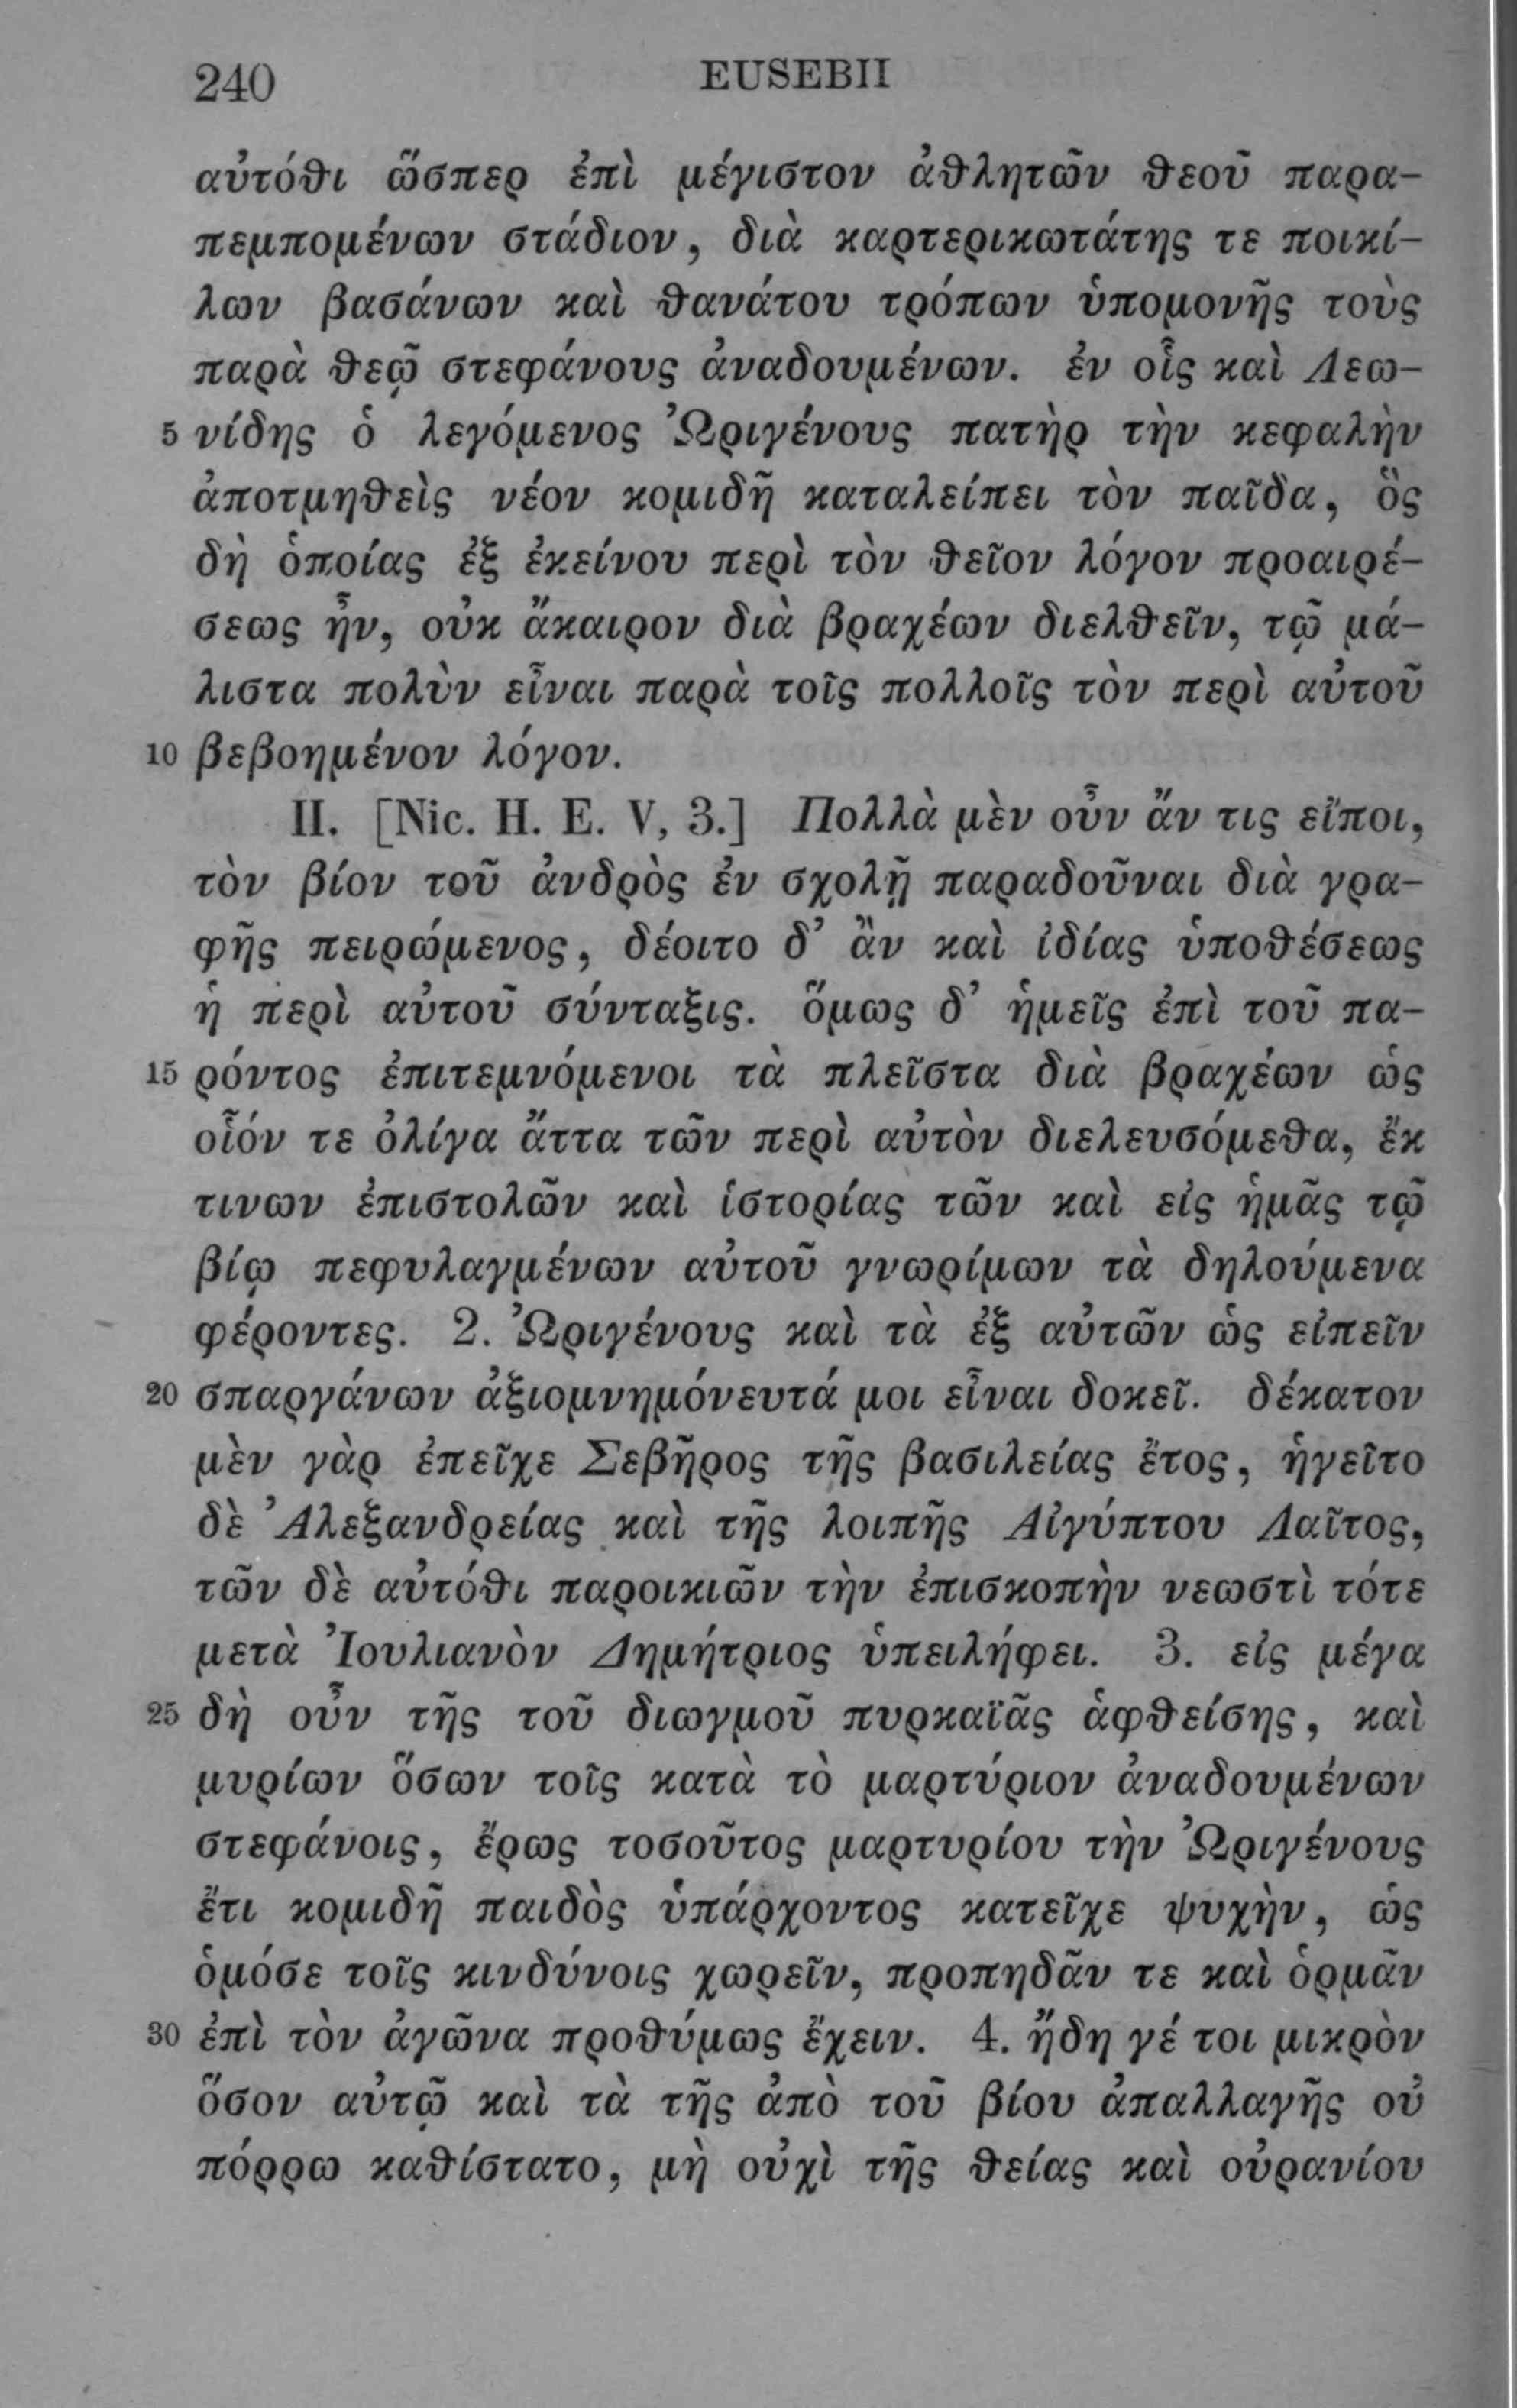 240 EUSEBII
αὐτόθι ὥσπερ ἐπὶ μέγιστον ἀθλητῶν θεοῦ παρα-
πεμπομένων στάδιον, διὰ καρτερικωτάτης τε ποικί-
λων βασάνων καὶ θανάτου τρόπων ὑπομονῆς τοὺς
παρὰ θεῷ στεφάνους ἀναδουμένων. ἐν οἷς καὶ Λεω-
5 νίδης ὁ λεγόμενος Ὠριγένους πατὴρ τὴν κεφαλὴν
ἀποτμηθεὶς νέον κομιδῆ καταλείπει τὸν παῖδα, ὃς
δὴ ὁποίας ἐξ ἐκείνου περὶ τὸν θεῖον λόγον προαιρέ-
σεως ἦν, οὐκ ἄκαιρον διὰ βραχέων διελθεῖν, τῷ μά-
λιστα πολὺν εἶναι παρὰ τοῖς πολλοῖς τὸν περὶ αὐτοῦ
10 βεβοημένον λόγον.
II. [Nic. H. E. V, 3.] Πολλὰ μὲν οὖν ἄν τις εἴποι,
τὸν βίον τοῦ ἀνδρὸς ἐν σχολῇ παραδοῦναι διὰ γρα-
φῆς πειρώμενος, δέοιτο δ’ ἂν καὶ ἰδίας ὑποθέσεως
ἡ περὶ αὐτοῦ σύνταξις. ὅμως δ’ ἡμεῖς ἐπὶ τοῦ πα-
15 ρόντος ἐπιτεμνόμενοι τὰ πλεῖστα διὰ βραχέων ὡς
οἷόν τε ὀλίγα ἄττα τῶν περὶ αὐτὸν διελευσόμεθα, ἔκ
τινων ἐπιστολῶν καὶ ἱστορίας τῶν καὶ εἰς ἡμᾶς τῷ
βίῳ πεφυλαγμένων αὐτοῦ γνωρίμων τὰ δηλούμενα
φέροντες. 2. Ὠριγένους καὶ τὰ ἐξ αὐτῶν ὡς εἰπεῖν
20 σπαργάνων ἀξιομνημόνευτά μοι εἶναι δοκεῖ. δέκατον
μὲν γὰρ ἐπεῖχε Σεβῆρος τῆς βασιλείας ἔτος, ἡγεῖτο
δὲ Ἀλεξανδρείας καὶ τῆς λοιπῆς Αἰγύπτου Λαῖτος,
τῶν δὲ αὐτόθι παροικιῶν τὴν ἐπισκοπὴν νεωστὶ τότε
μετὰ Ἰουλιανὸν Δημήτριος ὑπειλήφει. 3. εἰς μέγα
25 δὴ οὖν τῆς τοῦ διωγμοῦ πυρκαϊᾶς ἁφθείσης, καὶ
μυρίων ὅσων τοῖς κατὰ τὸ μαρτύριον ἀναδουμένων
στεφάνοις, ἔρως τοσοῦτος μαρτυρίου τὴν Ὠριγένους
ἔτι κομιδῆ παιδὸς ὑπάρχοντος κατεῖχε ψυχὴν, ὡς
ὁμόσε τοῖς κινδύνοις χωρεῖν, προπηδᾶν τε καὶ ὁρμᾶν
30 ἐπὶ τὸν ἀγῶνα προθύμως ἔχειν. 4. ἤδη γέ τοι μικρὸν
ὅσον αὐτῷ καὶ τὰ τῆς ἀπὸ τοῦ βίου ἀπαλλαγῆς οὐ
πόρρω καθίστατο, μὴ οὐχὶ τῆς θείας καὶ οὐρανίου